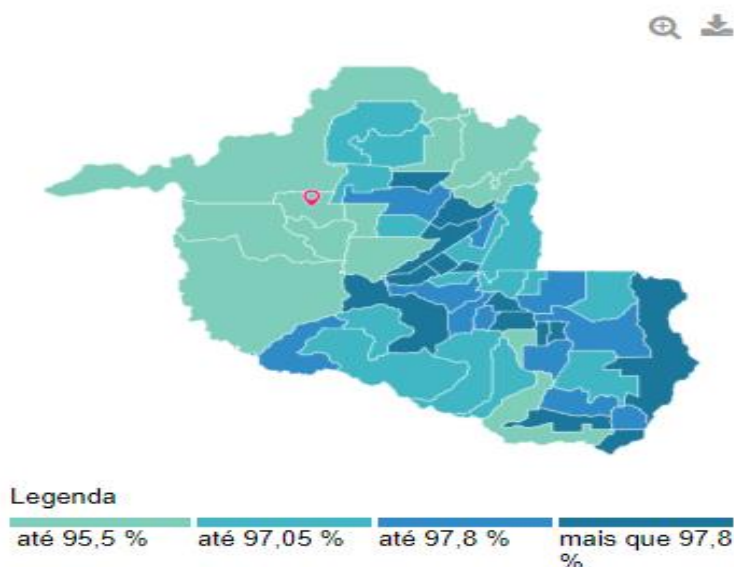 Legenda
até 95,5 % até 97,05 % até 97,8 % mais que 97,8
%